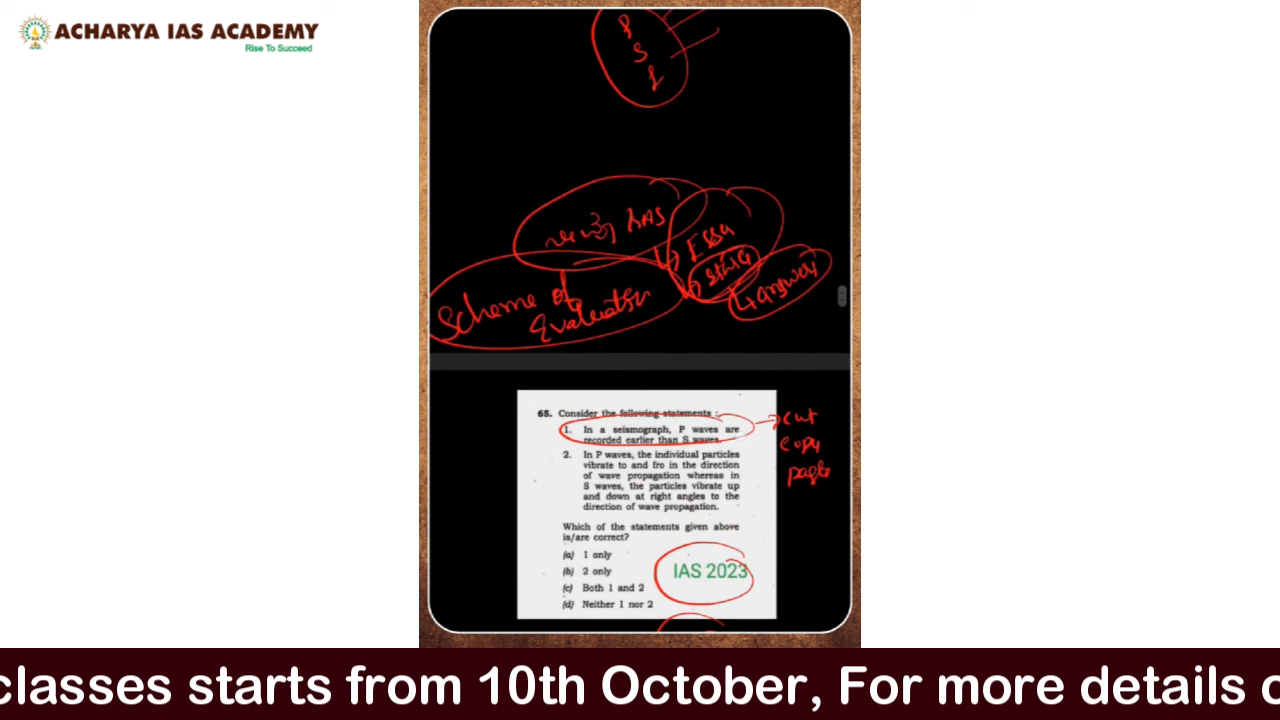 ACHARYA IAS ACADEMY
Rise To Succeed
P
S
L
IAS
Essay
Scheme of
Evaluation
answer
65. Consider the following statements :
1. In a seismograph, P waves are
recorded earlier than S waves.
2. In P waves, the individual particles
vibrate to and fro in the direction
of wave propagation whereas in
S waves, the particles vibrate up
and down at right angles to the
direction of wave propagation.
Which of the statements given above
is/are correct?
(a) 1 only
(b) 2 only
(c) Both 1 and 2
(d) Neither 1 nor 2
IAS 2023
cut
copy
paste
classes starts from 10th October, For more details